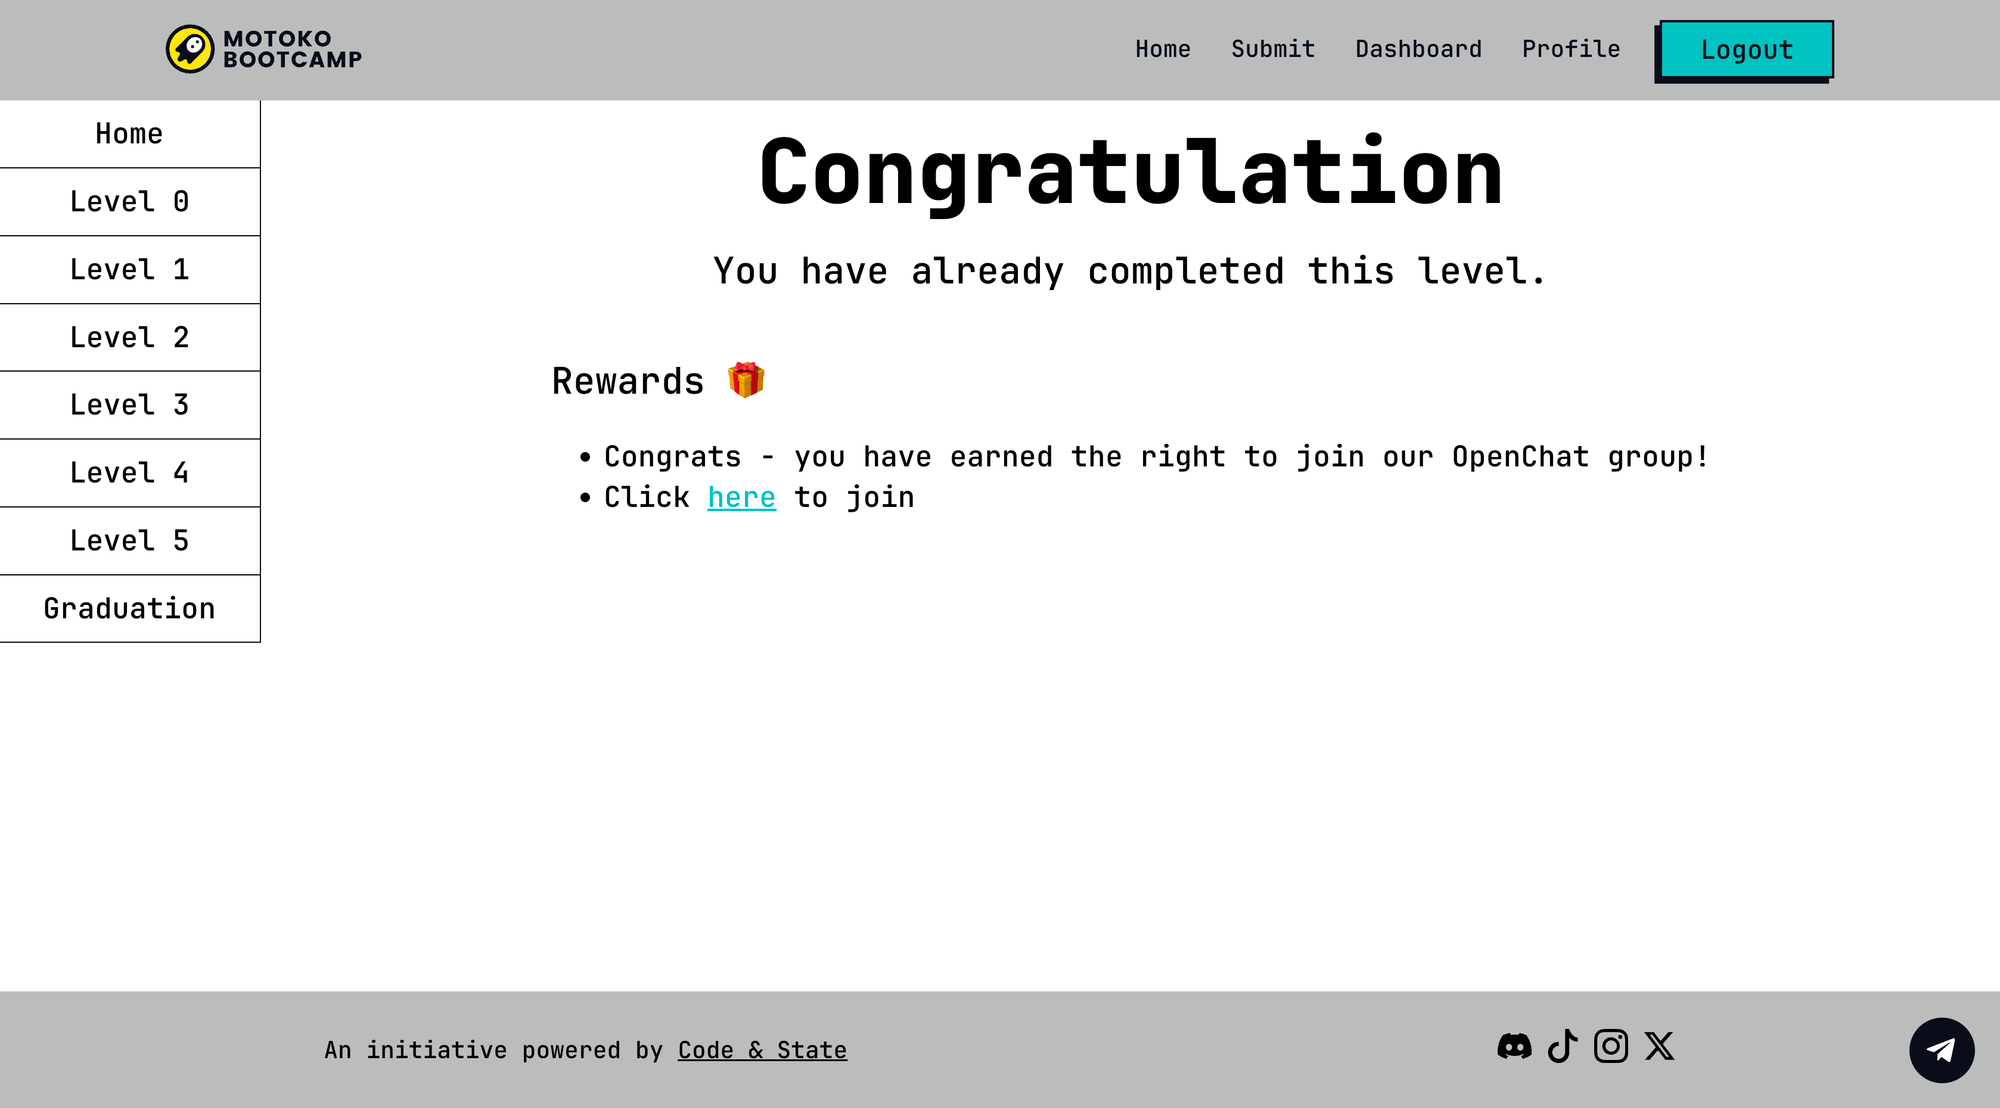 MOTOKO
BOOTCAMP
Home Submit Dashboard Profile Logout
Home
Level 0
Level 1
Level 2
Level 3
Level 4
Level 5
Graduation
Congratulation
You have already completed this level.
Rewards 🎁
• Congrats - you have earned the right to join our OpenChat group!
• Click here to join
An initiative powered by Code & State